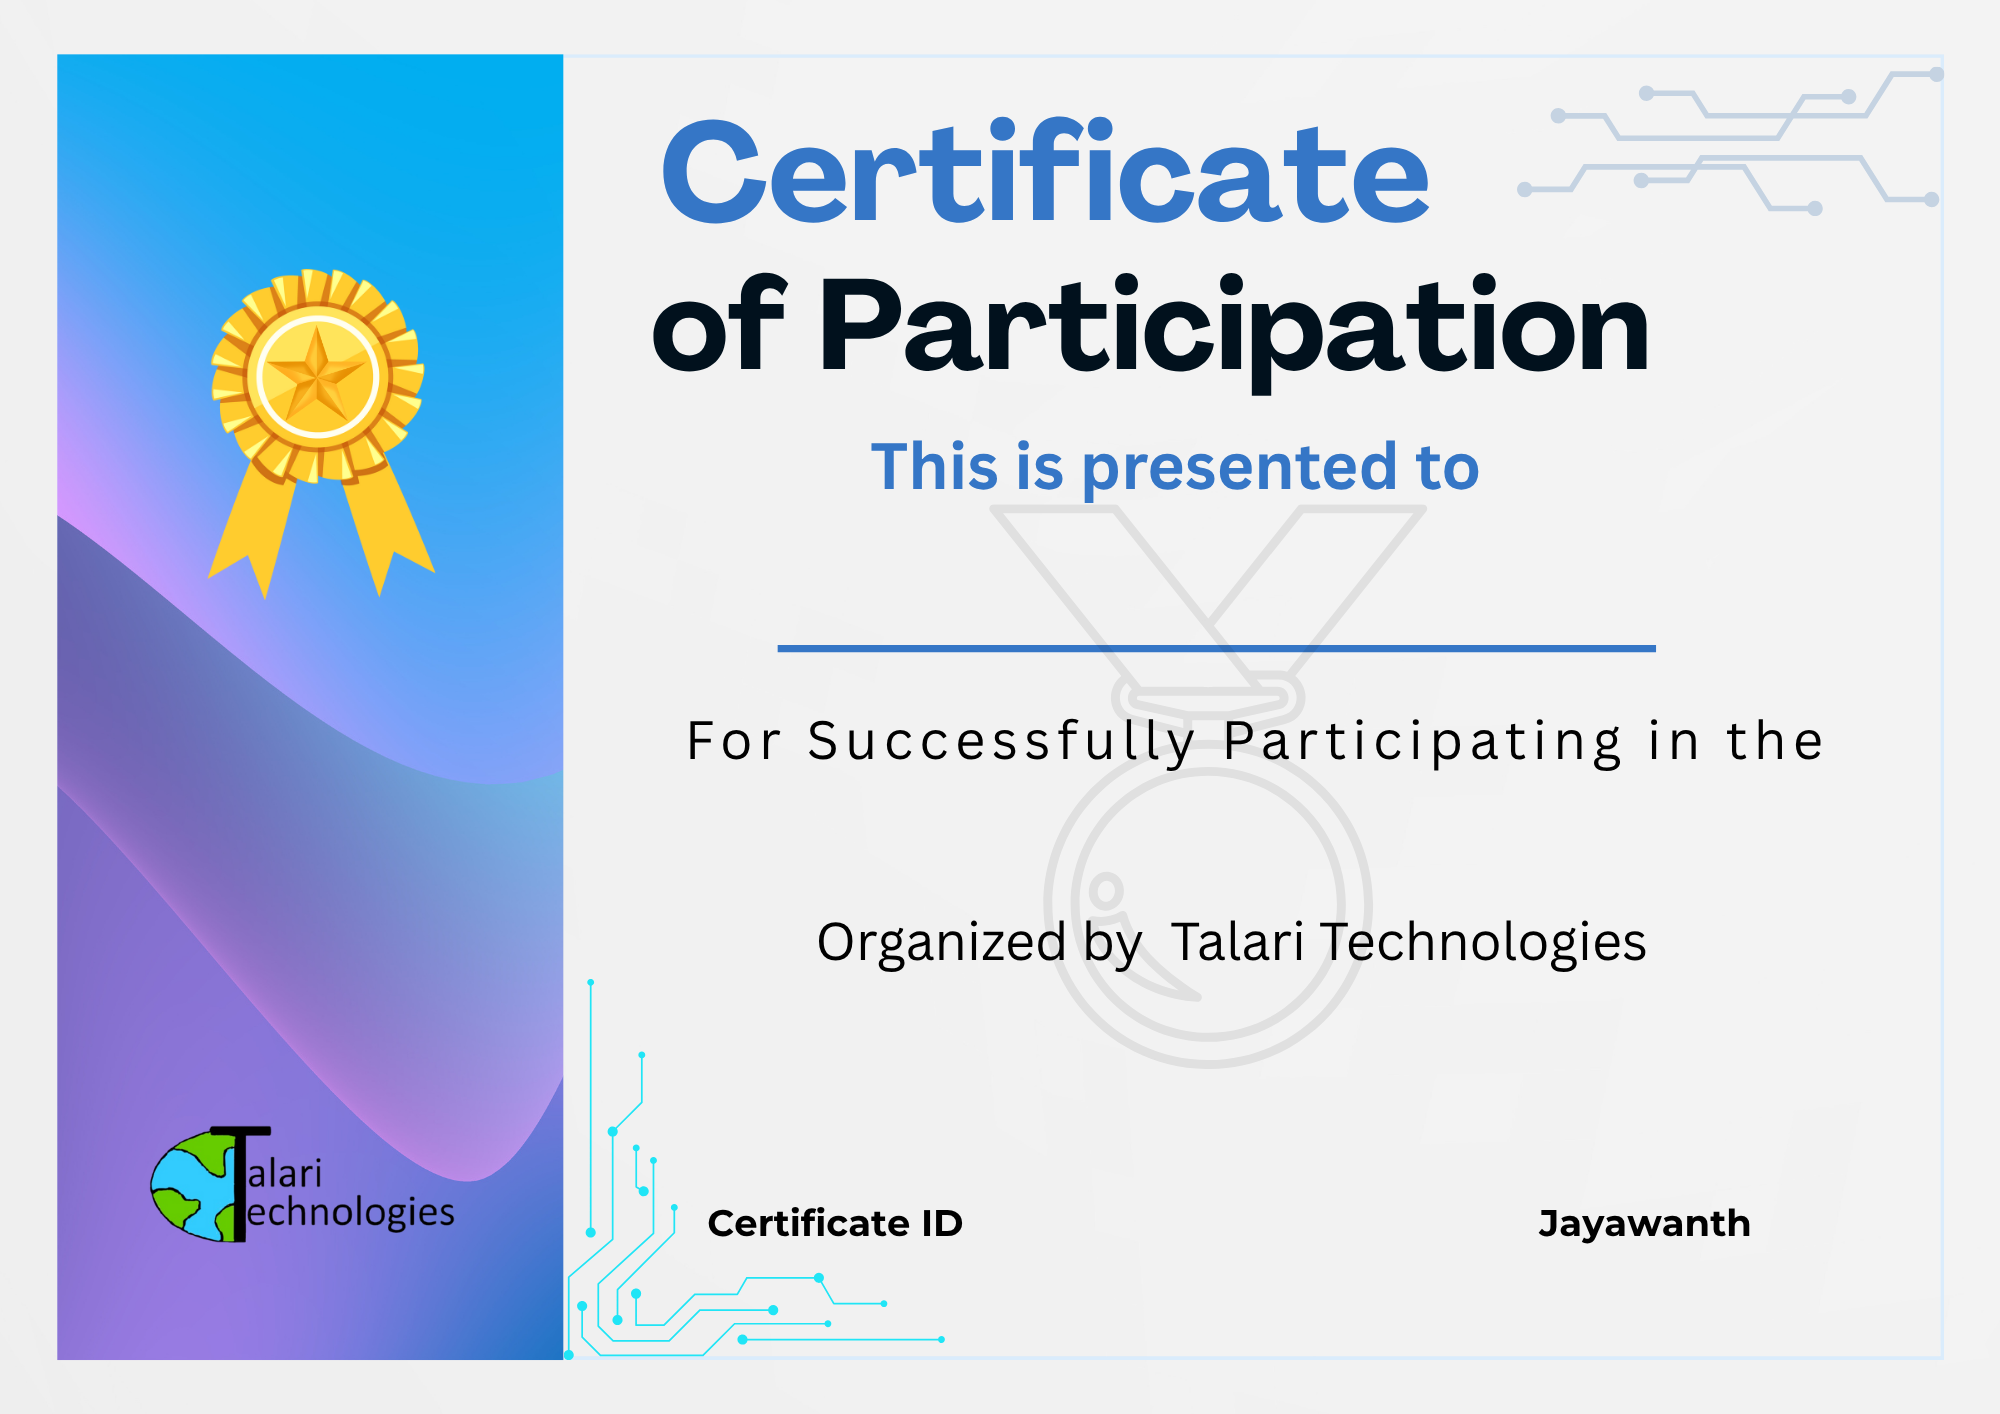 Certificate
of Participation
This is presented to
For Successfully Participating in the
Organized by Talari Technologies
Talari
Technologies
Certificate ID
Jayawanth